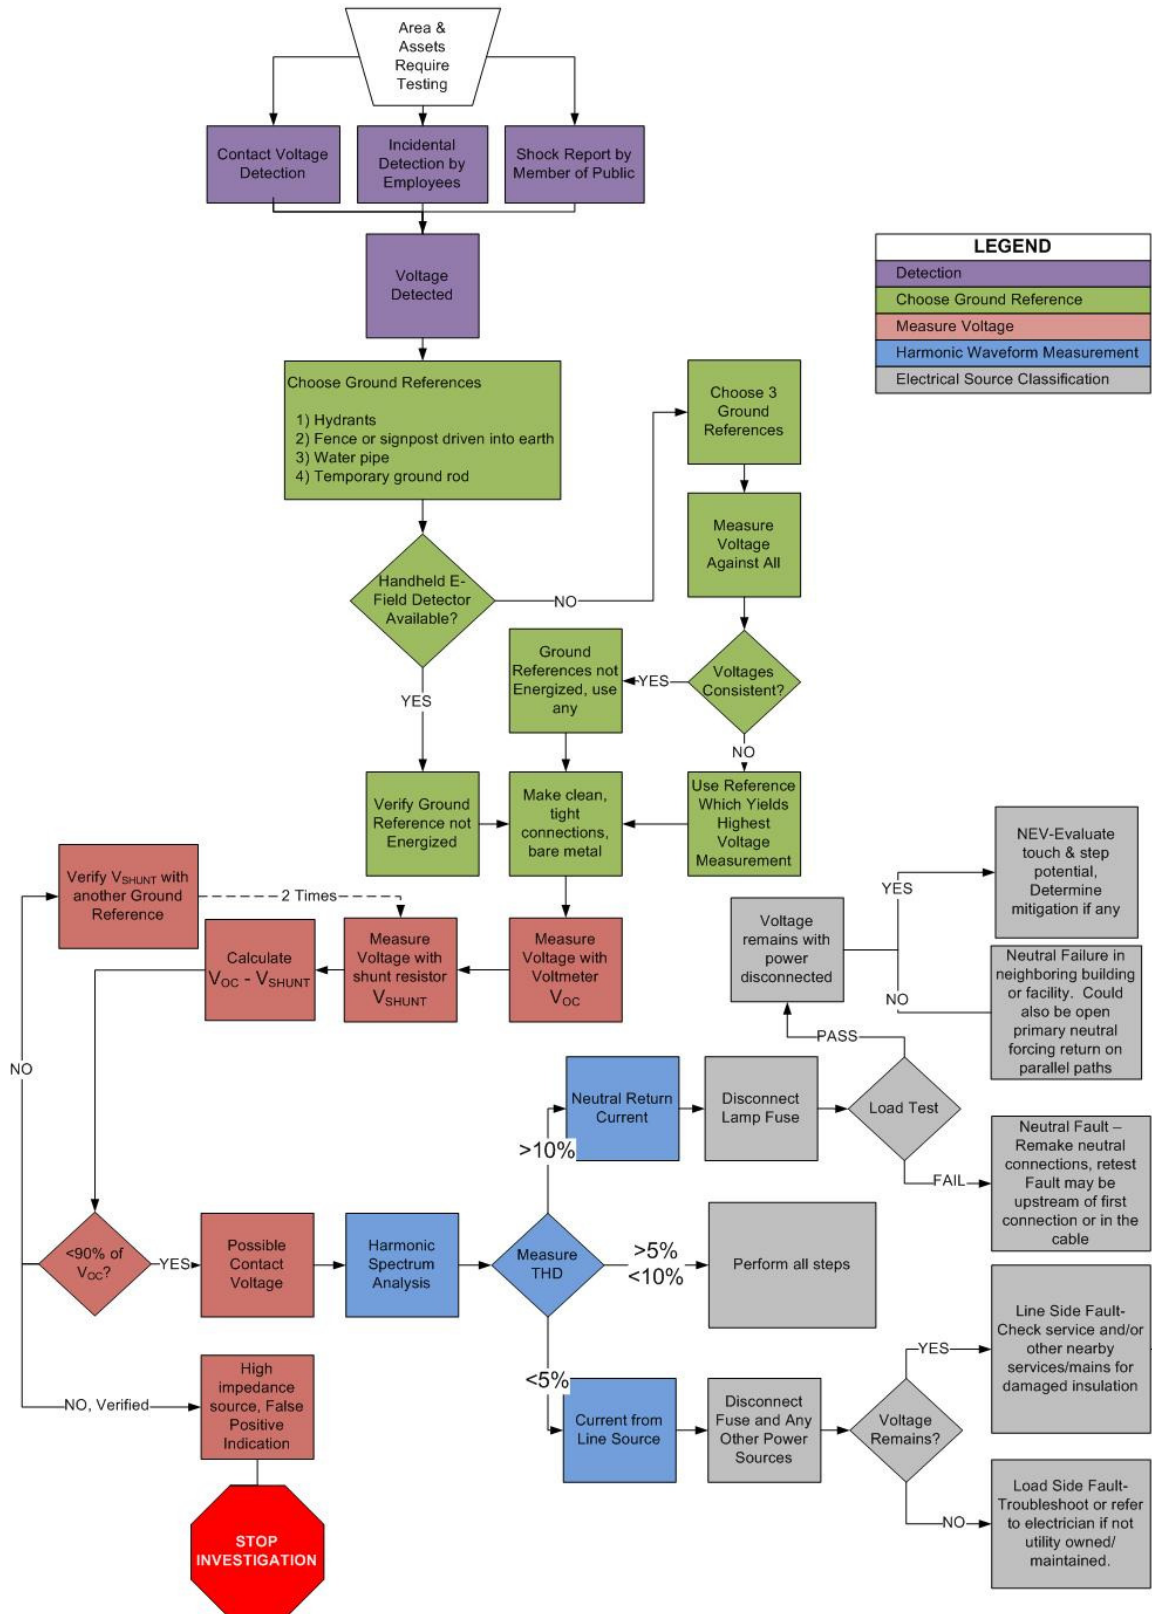 Area &
Assets
Require
Testing
Contact Voltage
Detection
Incidental
Detection by
Employees
Shock Report by
Member of Public
Voltage
Detected
LEGEND
Detection
Choose Ground Reference
Measure Voltage
Harmonic Waveform Measurement
Electrical Source Classification
Choose Ground References
1) Hydrants
2) Fence or signpost driven into earth
3) Water pipe
4) Temporary ground rod
Choose 3
Ground
References
Measure
Voltage
Against All
Handheld E-
Field Detector
Available?
NO
YES
Ground
References not
Energized, use
any
YES
Voltages
Consistent?
NO
Verify Ground
Reference not
Energized
Make clean,
tight
connections,
bare metal
Use Reference
Which Yields
Highest
Voltage
Measurement
Verify VSHUNT with
another Ground
Reference
2 Times
Calculate
VOC - VSHUNT
Measure
Voltage with
shunt resistor
VSHUNT
Measure
Voltage with
Voltmeter
VOC
Voltage
remains with
power
disconnected
YES
NEV-Evaluate
touch & step
potential,
Determine
mitigation if
any
NO
Neutral Failure in
neighboring building
or facility. Could
also be open
primary neutral
forcing return on
parallel paths
NO
PASS
Neutral Return
Current
Disconnect
Lamp Fuse
Load Test
>10%
FAIL
Neutral Fault –
Remake neutral
connections, retest
Fault may be
upstream of first
connection or in the
cable
<90% of
VOC?
YES
Possible
Contact
Voltage
Harmonic
Spectrum
Analysis
Measure
THD
>5%
<10%
Perform all steps
NO, Verified
High
impedance
source, False
Positive
Indication
<5%
Current from
Line Source
Disconnect
Fuse and Any
Other Power
Sources
Voltage
Remains?
YES
Line Side Fault-
Check service and/or
other nearby
services/mains for
damaged insulation
NO
Load Side Fault-
Troubleshoot or refer
to electrician if not
utility owned/
maintained.
STOP
INVESTIGATION